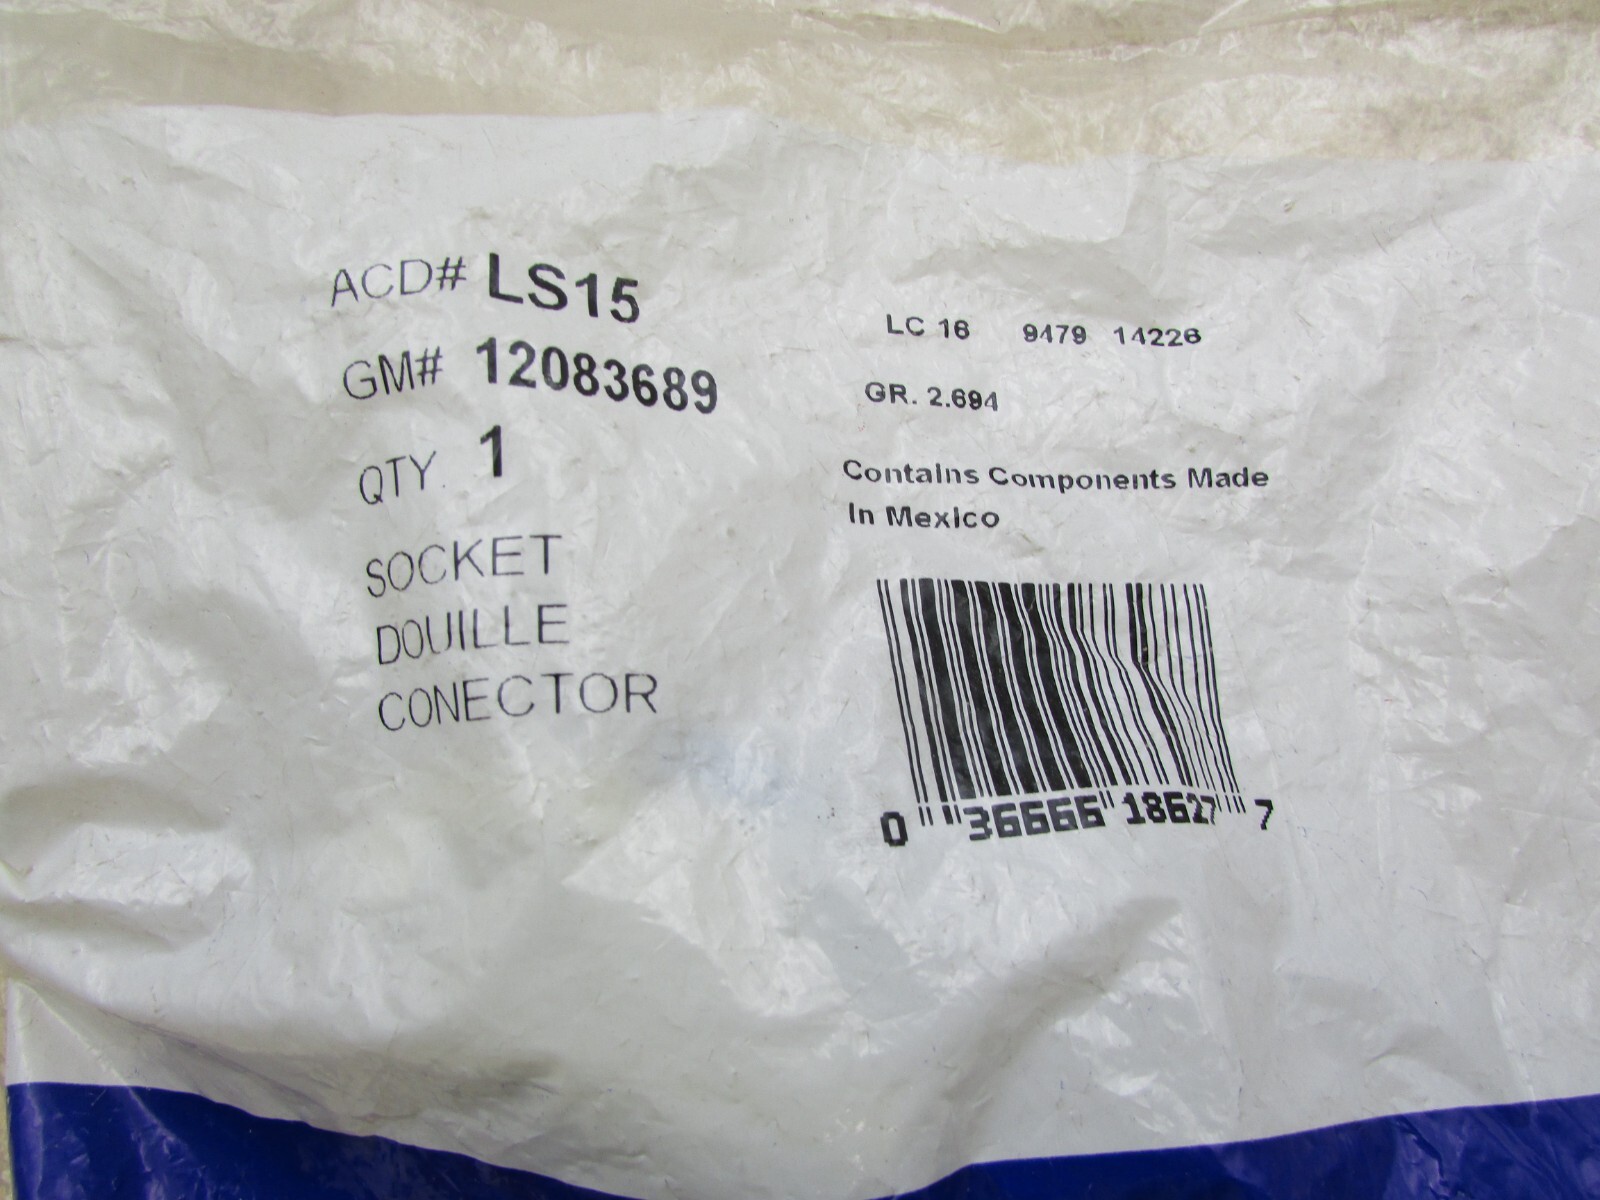 ACD# LS15
GM# 12083689
QTY. 1
SOCKET
DOUILLE
CONECTOR
LC 16 9479 14226
GR. 2.694
Contains Components Made
In Mexico
0 36666 18627 7